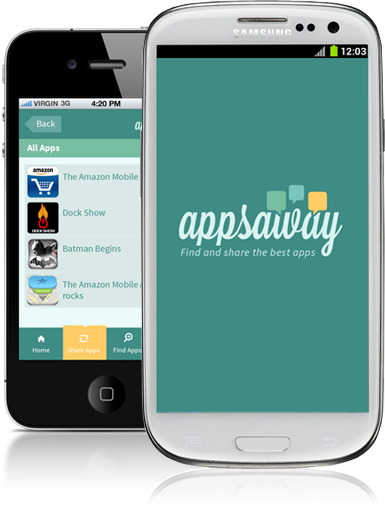 VIRGIN 3G 4:20 PM
Back app
All Apps
amazon
The Amazon Mobile
DOCK SHOW
Dock Show
Batman Begins
The Amazon Mobile
rocks
Home
Share Apps
Find Apps
SAMSUNG
12:03
appsaway
Find and share the best apps